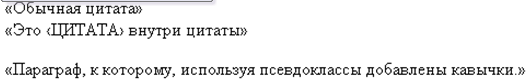 «Обычная цитата»
«Это ‹ЦИТАТА› внутри цитаты»
«Параграф, к которому, используя псевдоклассы добавлены кавычки.»